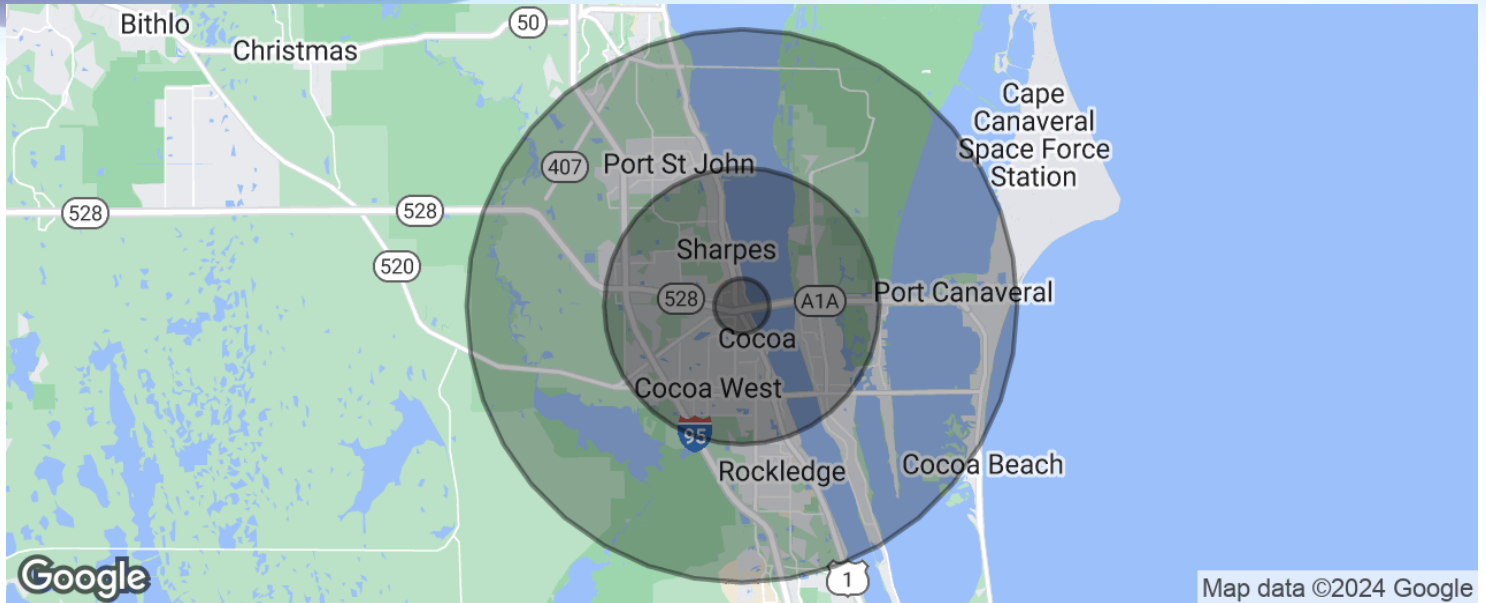 Bithlo
50
Christmas
Cape
Canaveral
Space Force
Station
407
Port St John
528
528
Sharpes
520
528
A1A
Port Canaveral
Cocoa
Cocoa West
95
Rockledge
Cocoa Beach
Google
1
Map data ©2024 Google